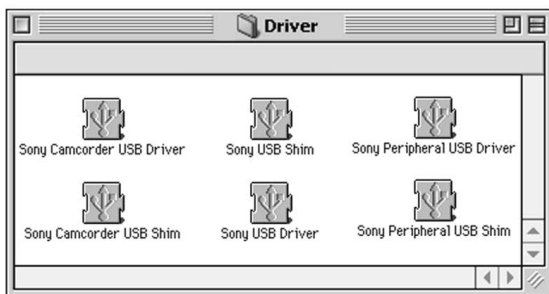 Driver
Sony Camcorder USB Driver
Sony USB Shim
Sony Peripheral USB Driver
Sony Camcorder USB Shim
Sony USB Driver
Sony Peripheral USB Shim